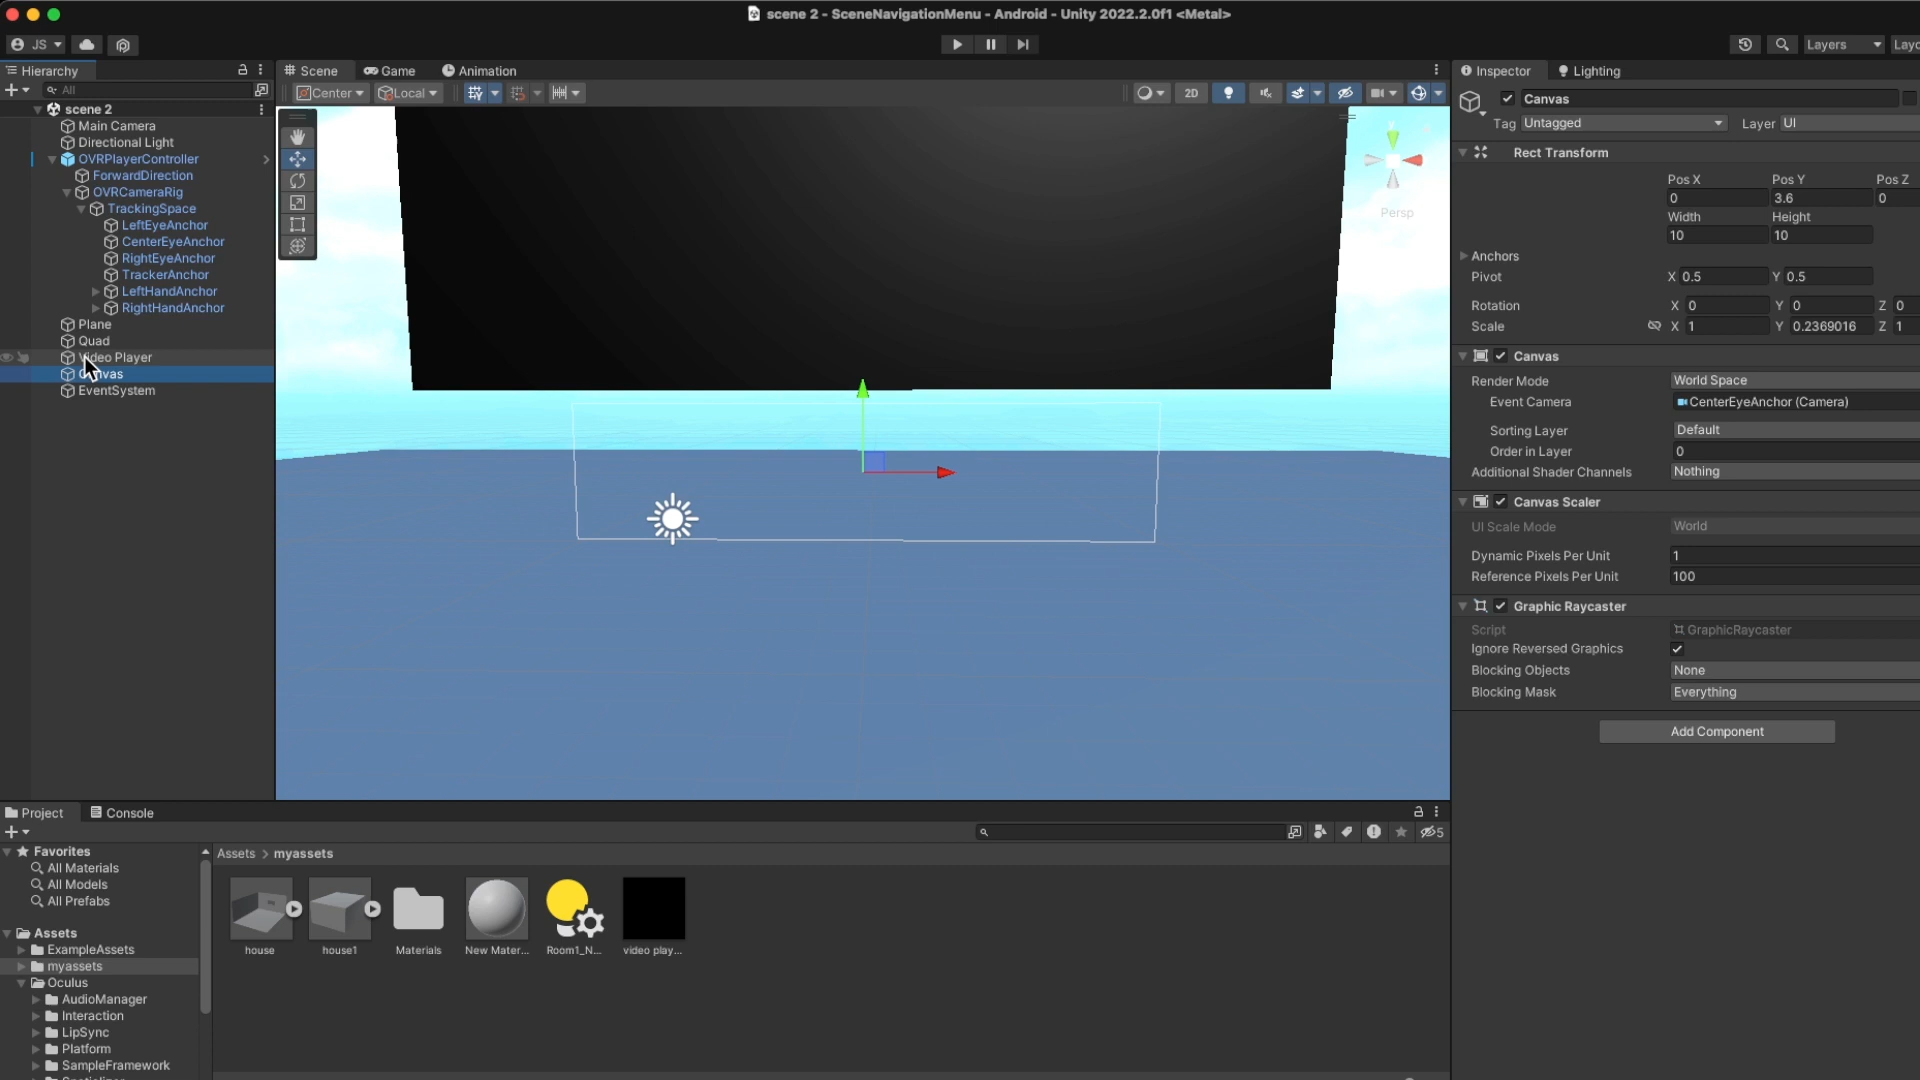 scene 2 - SceneNavigationMenu - Android - Unity 2022.2.0f1 <Metal>
JS
Layers
Layo
Hierarchy
All
scene 2
Main Camera
Directional Light
OVRPlayerController
ForwardDirection
OVRCameraRig
TrackingSpace
LeftEyeAnchor
CenterEyeAnchor
RightEyeAnchor
TrackerAnchor
LeftHandAnchor
RightHandAnchor
Plane
Quad
Video Player
Canvas
EventSystem
Scene Game Animation
Center Local 2D
Persp
Inspector Lighting
Canvas
Tag Untagged Layer UI
Rect Transform
Pos X Pos Y Pos Z
0 3.6 0
Width Height
10 10
Anchors
Pivot X 0.5 Y 0.5
Rotation X 0 Y 0 Z 0
Scale X 1 Y 0.2369016 Z 1
Canvas
Render Mode World Space
Event Camera CenterEyeAnchor (Camera)
Sorting Layer Default
Order in Layer 0
Additional Shader Channels Nothing
Canvas Scaler
UI Scale Mode World
Dynamic Pixels Per Unit 1
Reference Pixels Per Unit 100
Graphic Raycaster
Script GraphicRaycaster
Ignore Reversed Graphics
Blocking Objects None
Blocking Mask Everything
Add Component
Project Console
5
Favorites
All Materials
All Models
All Prefabs
Assets
ExampleAssets
myassets
Oculus
AudioManager
Interaction
LipSync
Platform
SampleFramework
Assets > myassets
house house1 Materials New Mater... Room1_N... video play...